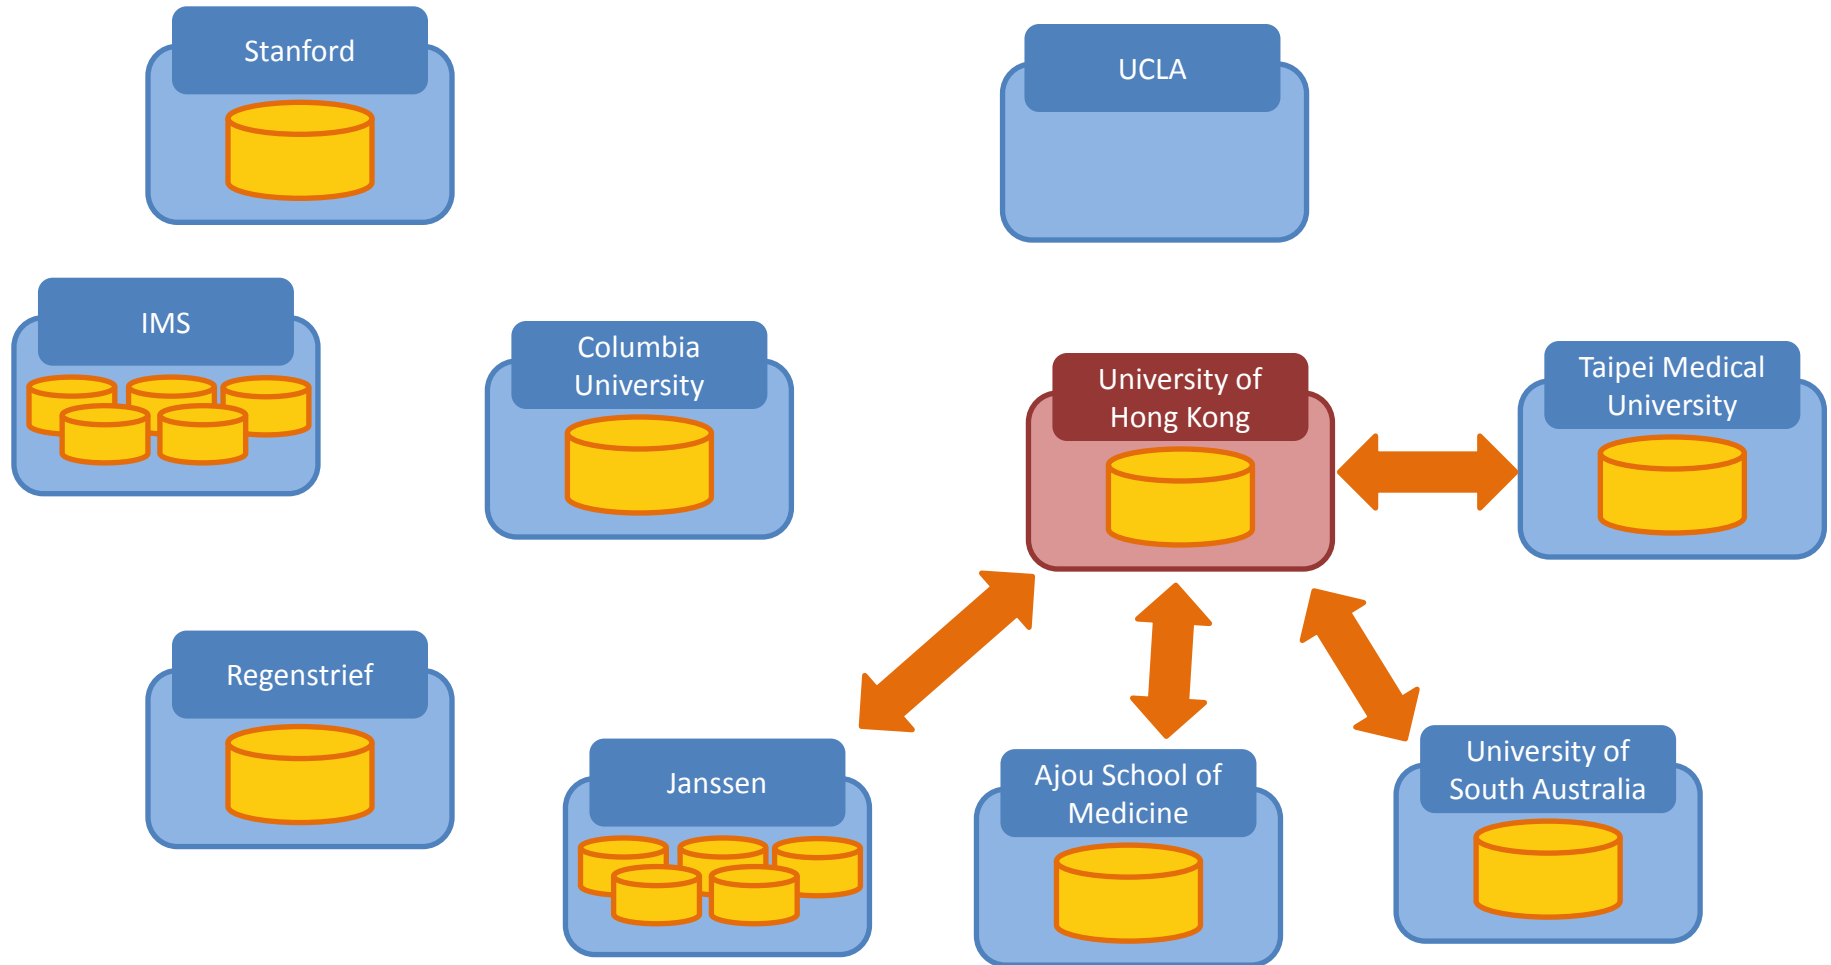 Stanford
UCLA
IMS
Columbia
University
University of
Hong Kong
Taipei Medical
University
Regenstrief
Janssen
Ajou School of
Medicine
University of
South Australia